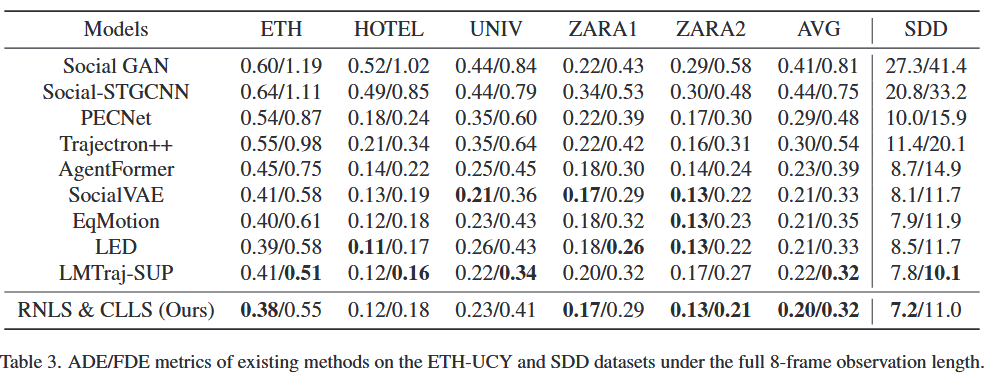 Models ETH HOTEL UNIV ZARA1 ZARA2 AVG SDD
Social GAN 0.60/1.19 0.52/1.02 0.44/0.84 0.22/0.43 0.29/0.58 0.41/0.81 27.3/41.4
Social-STGCNN 0.64/1.11 0.49/0.85 0.44/0.79 0.34/0.53 0.30/0.48 0.44/0.75 20.8/33.2
PECNet 0.54/0.87 0.18/0.24 0.35/0.60 0.22/0.39 0.17/0.30 0.29/0.48 10.0/15.9
Trajectron++ 0.55/0.98 0.21/0.34 0.35/0.64 0.22/0.42 0.16/0.31 0.30/0.54 11.4/20.1
AgentFormer 0.45/0.75 0.14/0.22 0.25/0.45 0.18/0.30 0.14/0.24 0.23/0.39 8.7/14.9
SocialVAE 0.41/0.58 0.13/0.19 0.21/0.36 0.17/0.29 0.13/0.22 0.21/0.33 8.1/11.7
EqMotion 0.40/0.61 0.12/0.18 0.23/0.43 0.18/0.32 0.13/0.23 0.21/0.35 7.9/11.9
LED 0.39/0.58 0.11/0.17 0.26/0.43 0.18/0.26 0.13/0.22 0.21/0.33 8.5/11.7
LMTraj-SUP 0.41/0.51 0.12/0.16 0.22/0.34 0.20/0.32 0.17/0.27 0.22/0.32 7.8/10.1
RNLS & CLLS (Ours) 0.38/0.55 0.12/0.18 0.23/0.41 0.17/0.29 0.13/0.21 0.20/0.32 7.2/11.0
Table 3. ADE/FDE metrics of existing methods on the ETH-UCY and SDD datasets under the full 8-frame observation length.